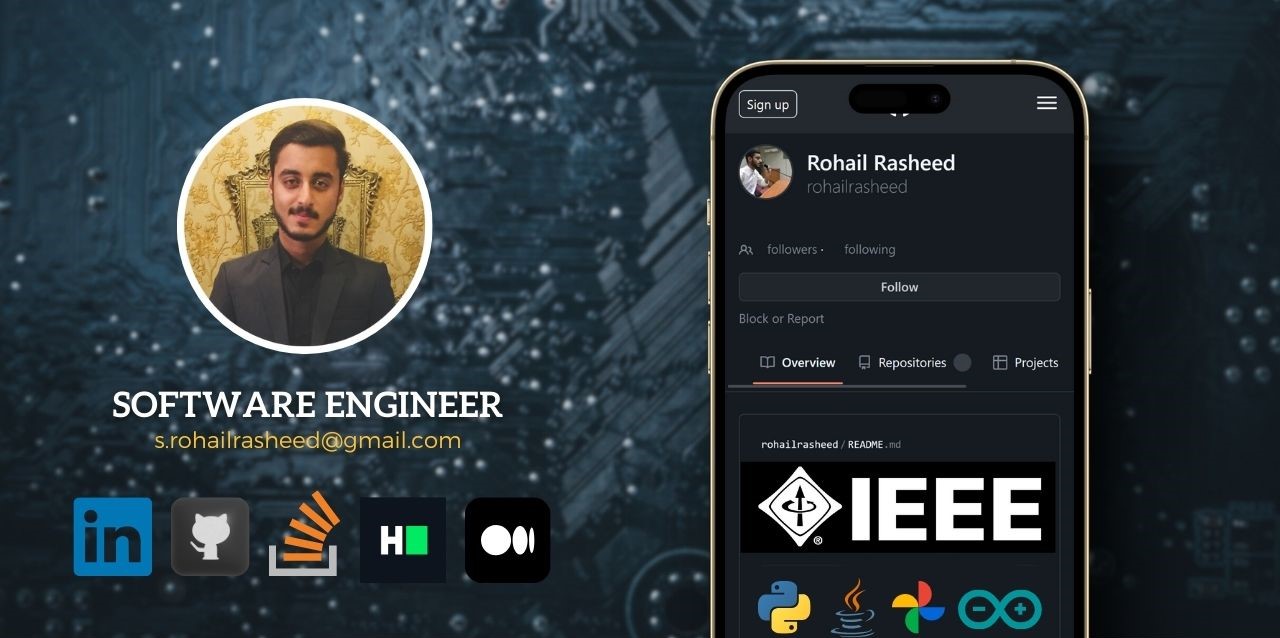 SOFTWARE ENGINEER
s.rohailrasheed@gmail.com
in
H
Sign up
Rohail Rasheed
rohailrasheed
followers · following
Follow
Block or Report
Overview Repositories Projects
rohailrasheed/README.md
IEEE
®